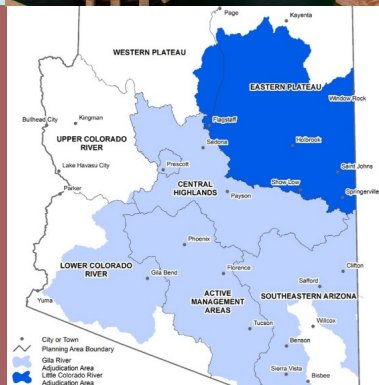 Page
Kayenta
WESTERN PLATEAU
EASTERN PLATEAU
Window Rock
Bullhead City
Kingman
Flagstaff
UPPER COLORADO
RIVER
Sedona
Holbrook
Lake Havasu City
Prescott
Saint Johns
Parker
CENTRAL
HIGHLANDS
Show Low
Springerville
Payson
Phoenix
LOWER COLORADO
RIVER
Gila Bend
Florence
Clifton
Safford
ACTIVE
MANAGEMENT
AREAS
SOUTHEASTERN ARIZONA
Yuma
Tucson
Willcox
Benson
Sierra Vista
Bisbee
City or Town
Planning Area Boundary
Gila River
Adjudication Area
Little Colorado River
Adjudication Area